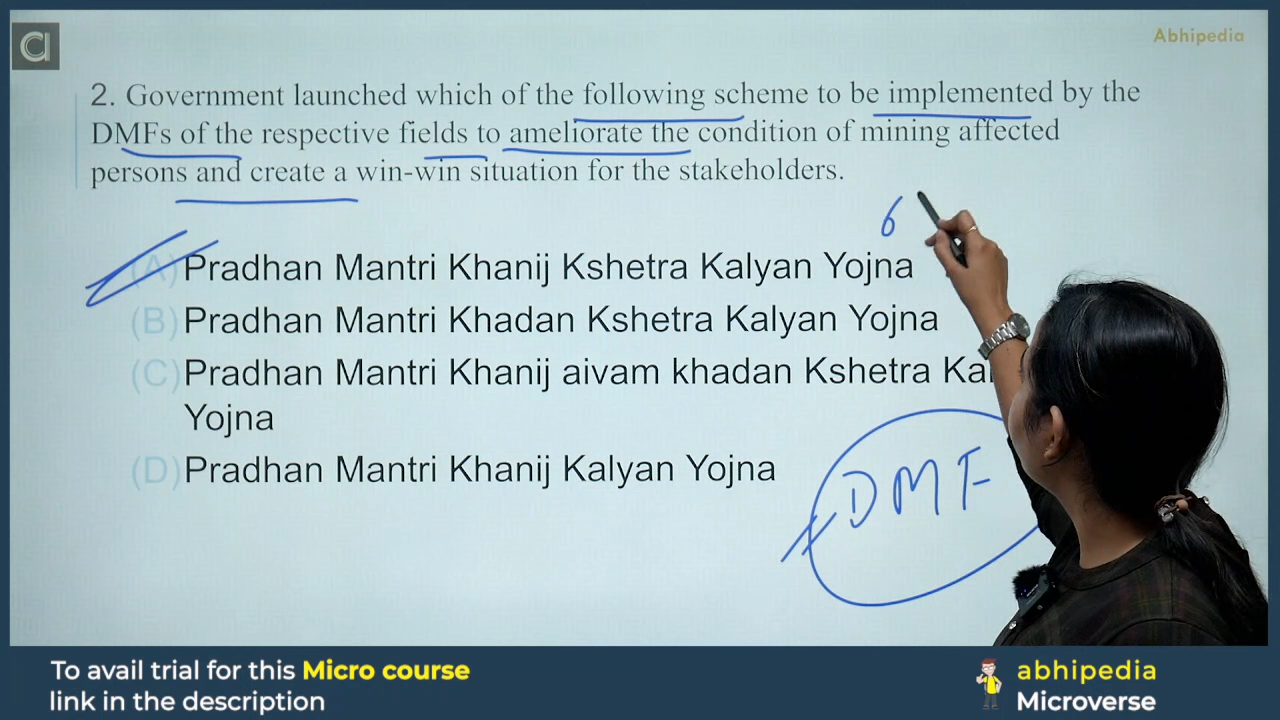 a
Abhipedia
2. Government launched which of the following scheme to be implemented by the
DMFs of the respective fields to ameliorate the condition of mining affected
persons and create a win-win situation for the stakeholders.
6
(A) Pradhan Mantri Khanij Kshetra Kalyan Yojna
(B) Pradhan Mantri Khadan Kshetra Kalyan Yojna
(C) Pradhan Mantri Khanij aivam khadan Kshetra
Yojna
(D) Pradhan Mantri Khanij Kalyan Yojna
DMF
To avail trial for this Micro course
link in the description
abhipedia
Microverse